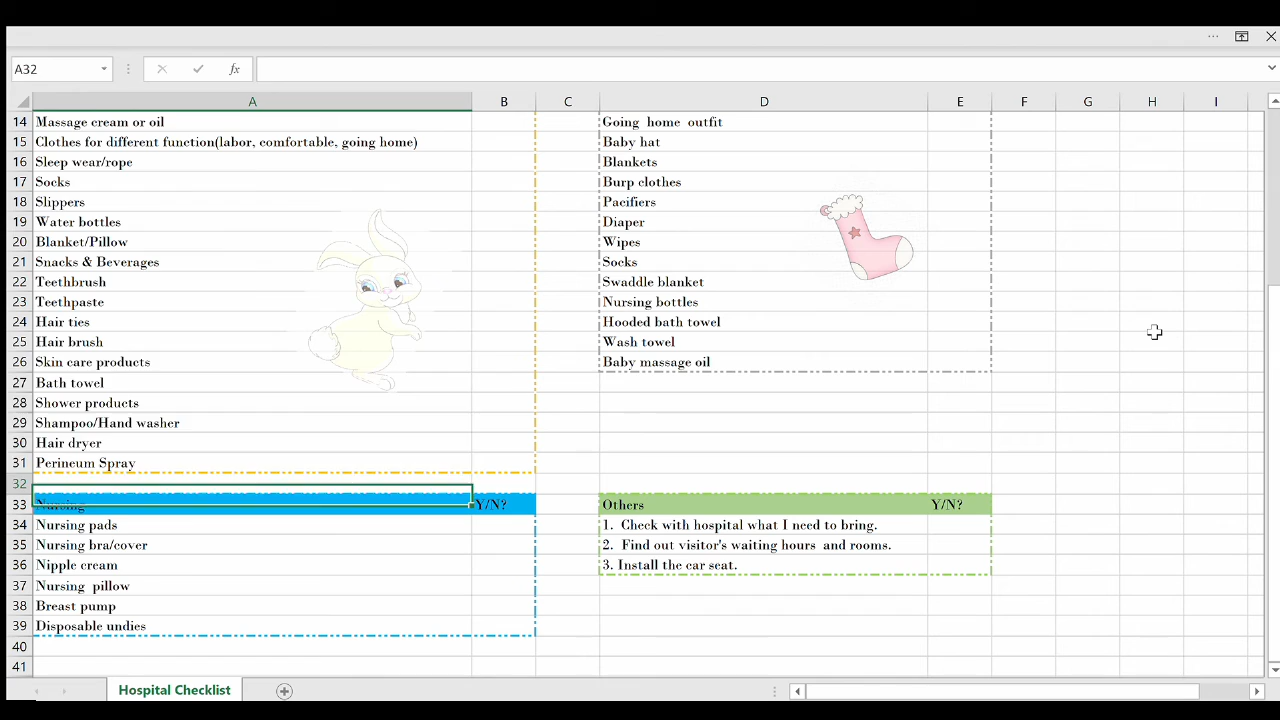 A32
fx
A B C D E F G H I
14 Massage cream or oil Going home outfit
15 Clothes for different function(labor, comfortable, going home) Baby hat
16 Sleep wear/rope Blankets
17 Socks Burp clothes
18 Slippers Pacifiers
19 Water bottles Diaper
20 Blanket/Pillow Wipes
21 Snacks & Beverages Socks
22 Teethbrush Swaddle blanket
23 Teethpaste Nursing bottles
24 Hair ties Hooded bath towel
25 Hair brush Wash towel
26 Skin care products Baby massage oil
27 Bath towel
28 Shower products
29 Shampoo/Hand washer
30 Hair dryer
31 Perineum Spray
32
33 Nursing Y/N? Others Y/N?
34 Nursing pads 1. Check with hospital what I need to bring.
35 Nursing bra/cover 2. Find out visitor's waiting hours and rooms.
36 Nipple cream 3. Install the car seat.
37 Nursing pillow
38 Breast pump
39 Disposable undies
40
41
Hospital Checklist